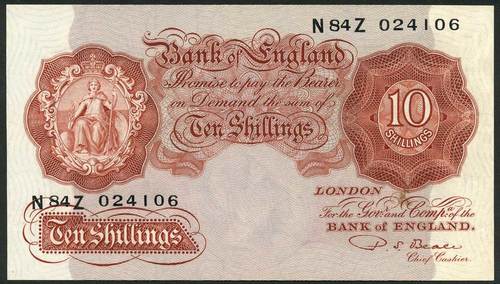 N84Z 024106
Bank of England
Promise to pay the Bearer
on Demand the sum of
Ten Shillings
10
SHILLINGS
N84Z 024106
Ten Shillings
LONDON
For the Govr. and Compa. of the
BANK OF ENGLAND.
P. S. Beale
Chief Cashier.